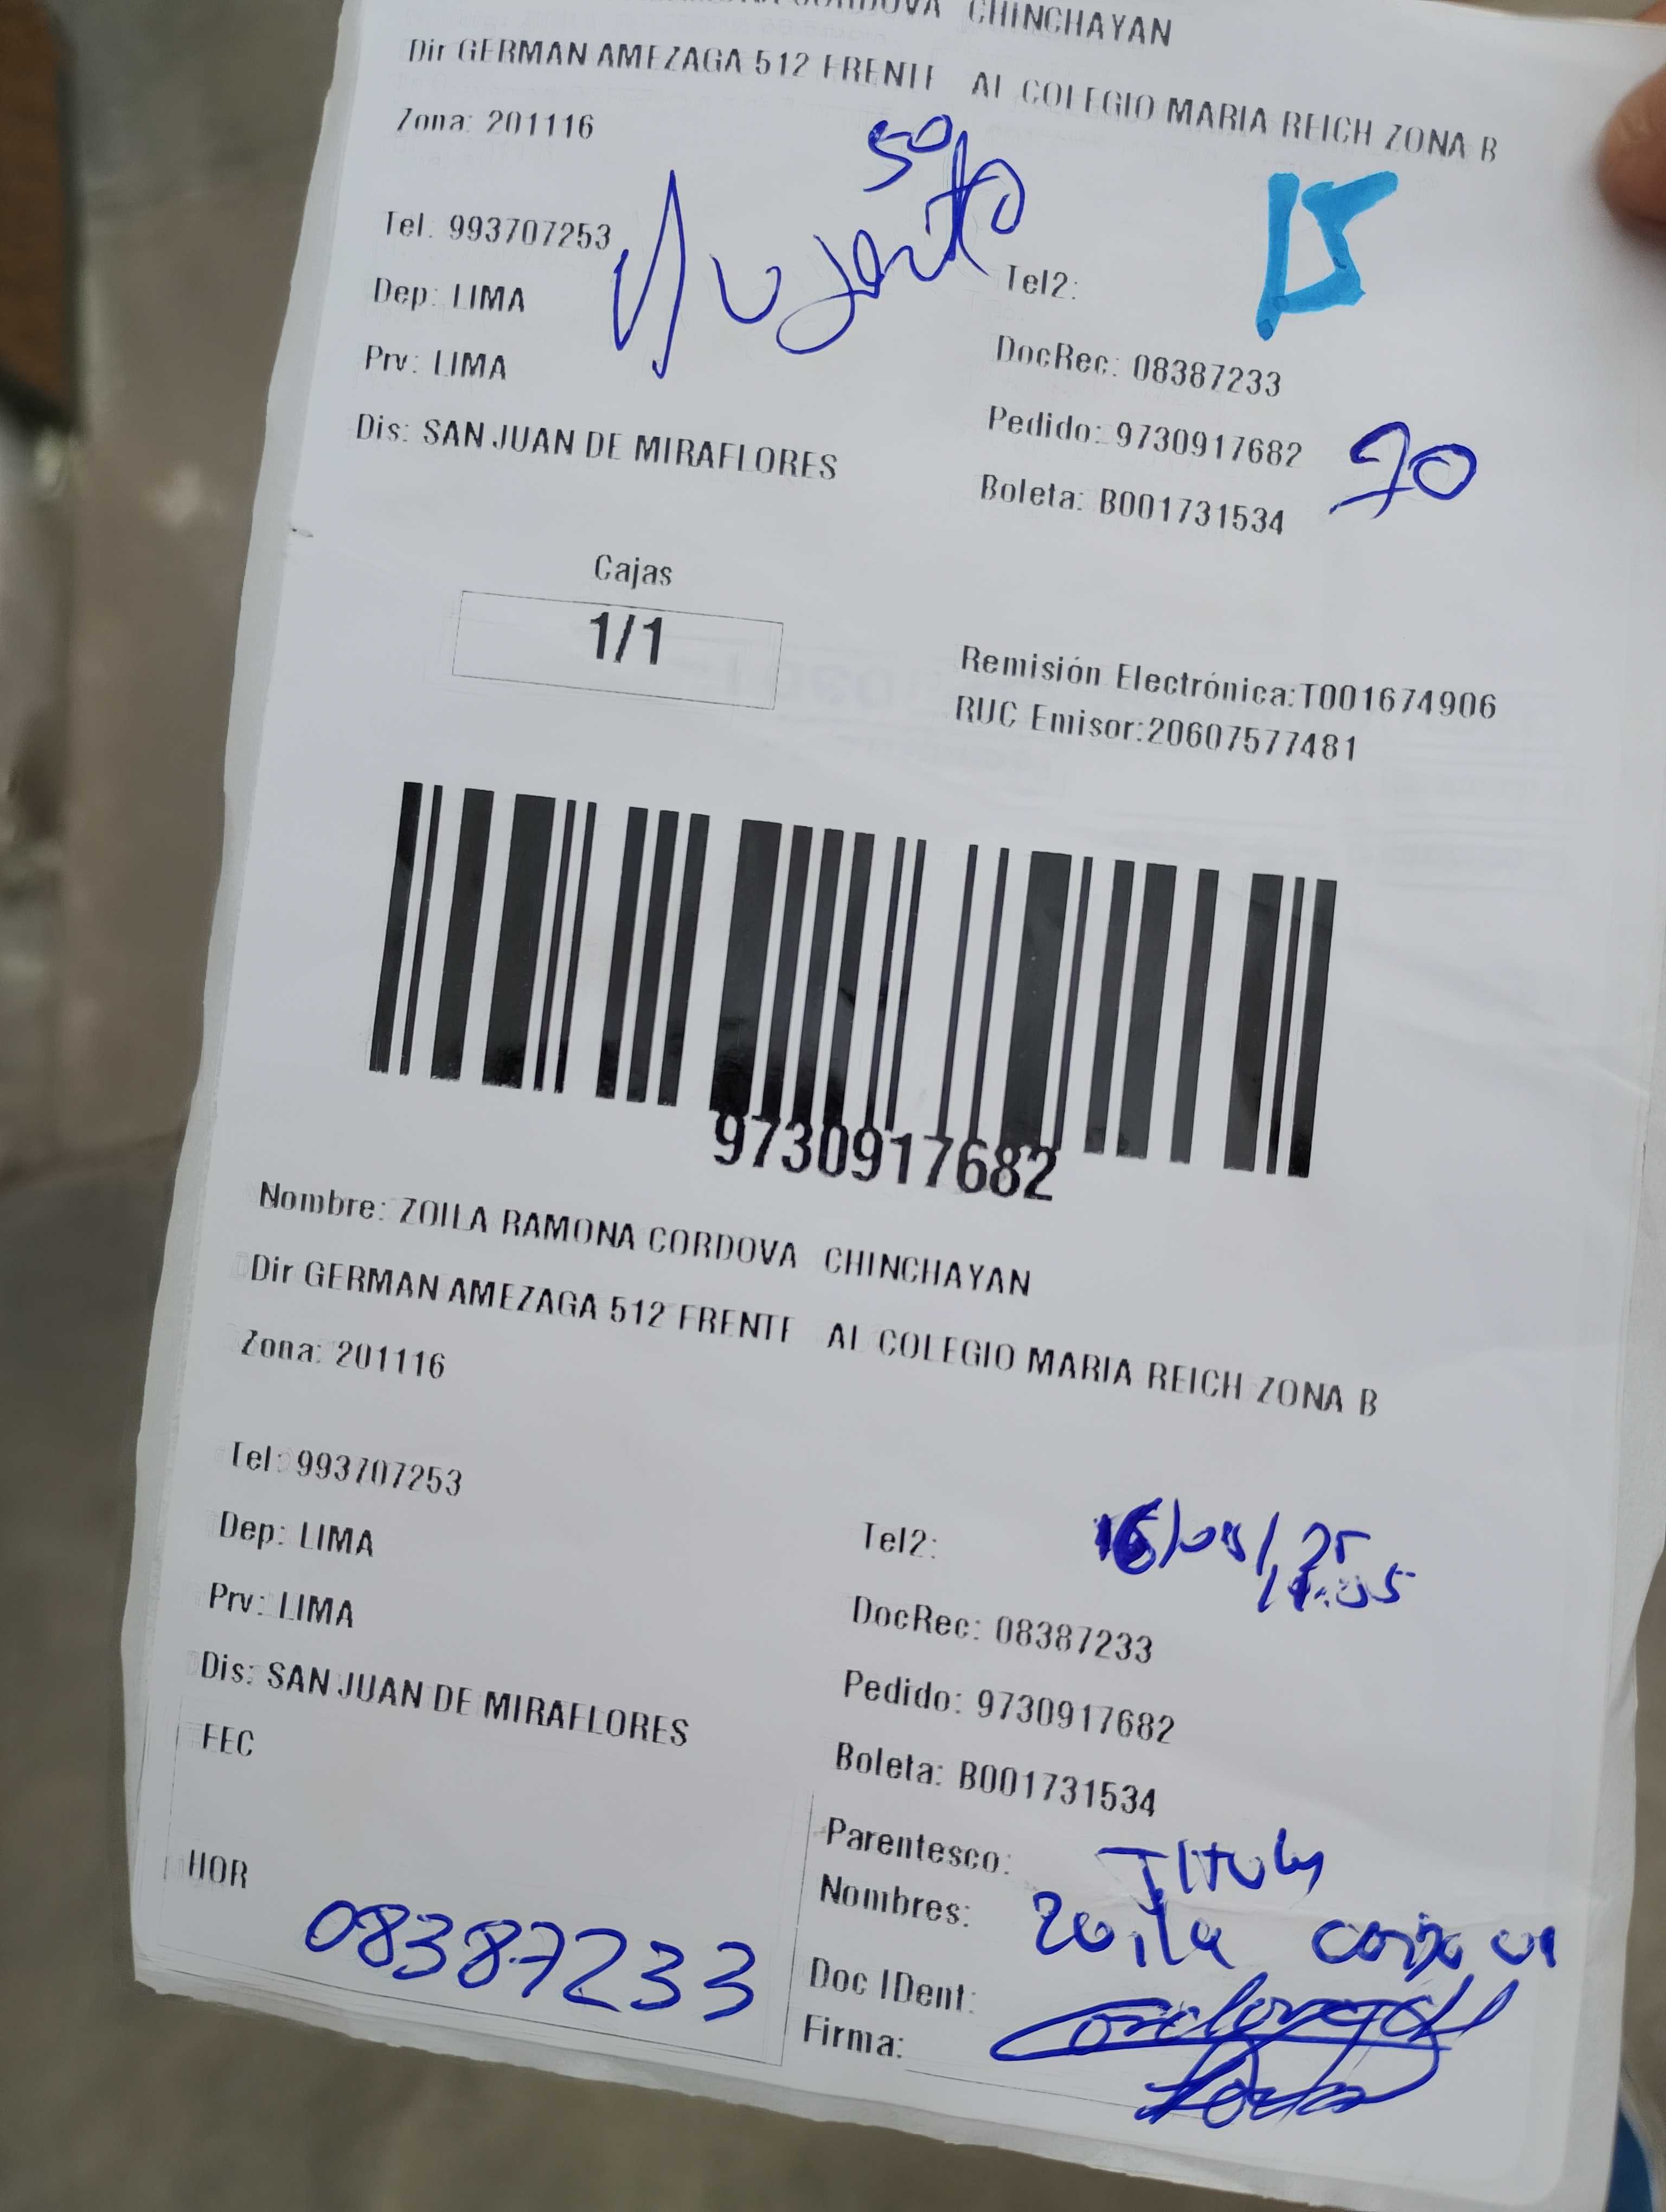 CORDOVA CHINCHAYAN
Dir GERMAN AMEZAGA 512 FRENTE AL COLEGIO MARIA REICH ZONA B
Zona: 201116
50
Tel: 993707253
Tel2:
15
Dep: LIMA
DocRec: 08387233
Prv: LIMA
Pedido: 9730917682
Dis: SAN JUAN DE MIRAFLORES
Boleta: B001731534
Cajas
1/1
Remisión Electrónica:T001674906
RUC Emisor:20607577481
9730917682
Nombre: ZOILA RAMONA CORDOVA CHINCHAYAN
Dir GERMAN AMEZAGA 512 FRENTE AL COLEGIO MARIA REICH ZONA B
Zona: 201116
Tel: 993707253
Tel2:
Dep: LIMA
DocRec: 08387233
Prv: LIMA
Pedido: 9730917682
Dis: SAN JUAN DE MIRAFLORES
Boleta: B001731534
FEC
Parentesco: Titular
HOR
Nombres: Zoila Cordova
08387233
Doc IDent:
Firma: